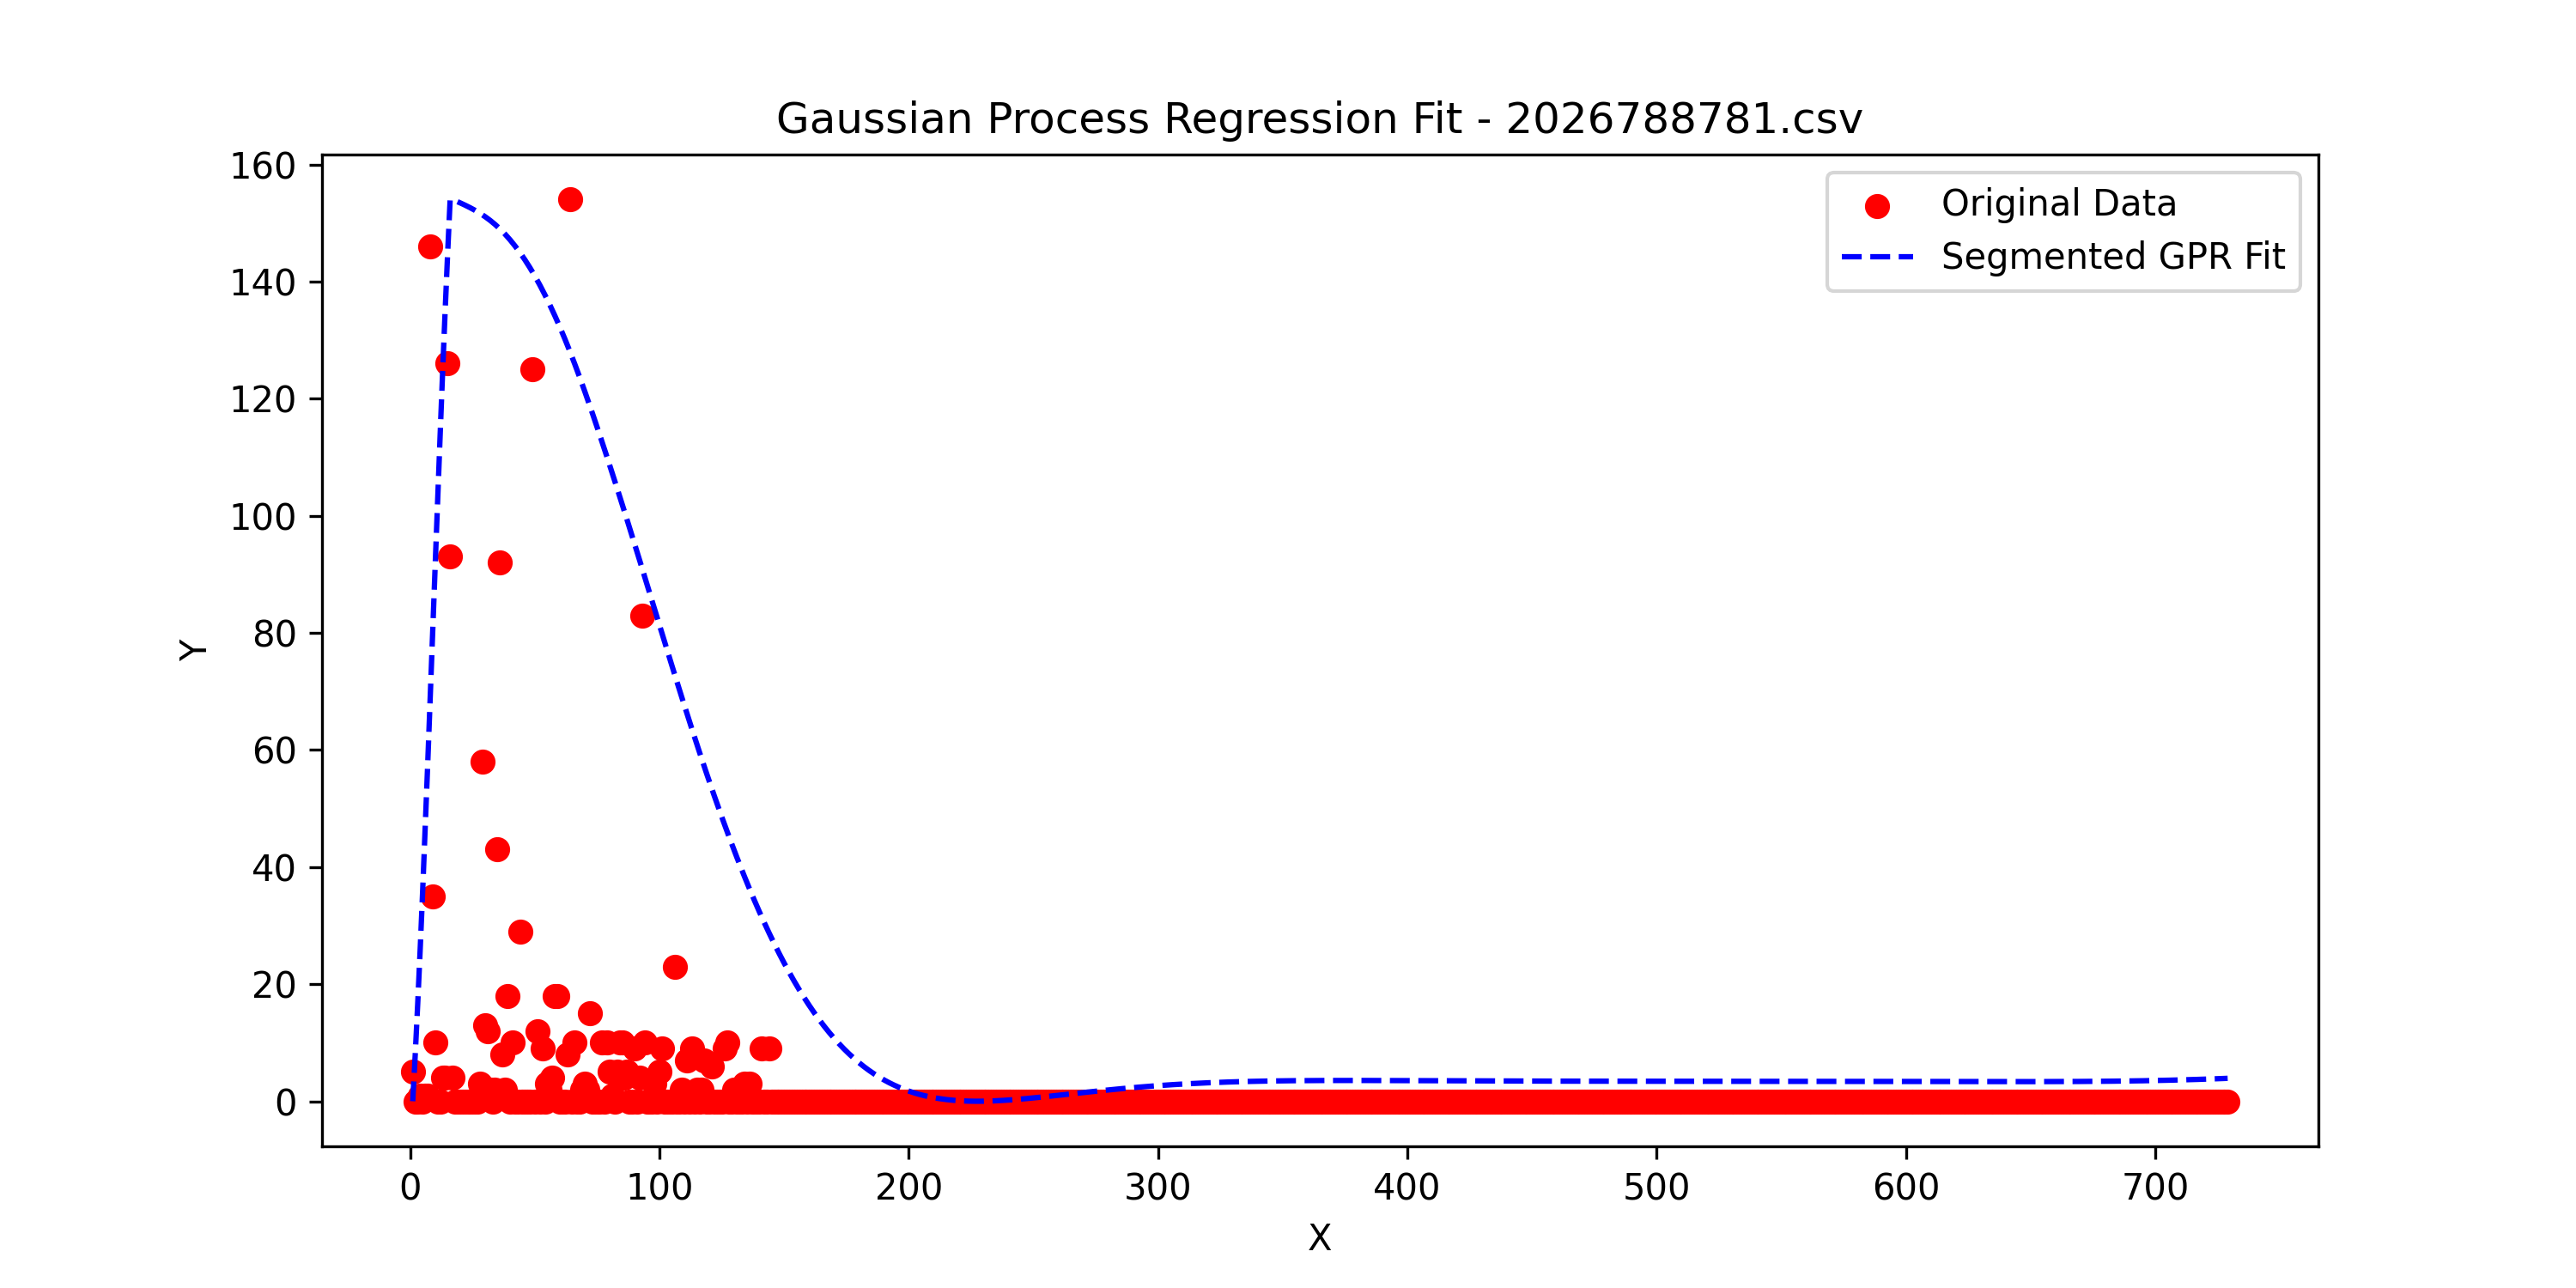 Gaussian Process Regression Fit - 2026788781.csv
Original Data
Segmented GPR Fit
160
140
120
100
80
60
40
20
0
Y
0 100 200 300 400 500 600 700
X